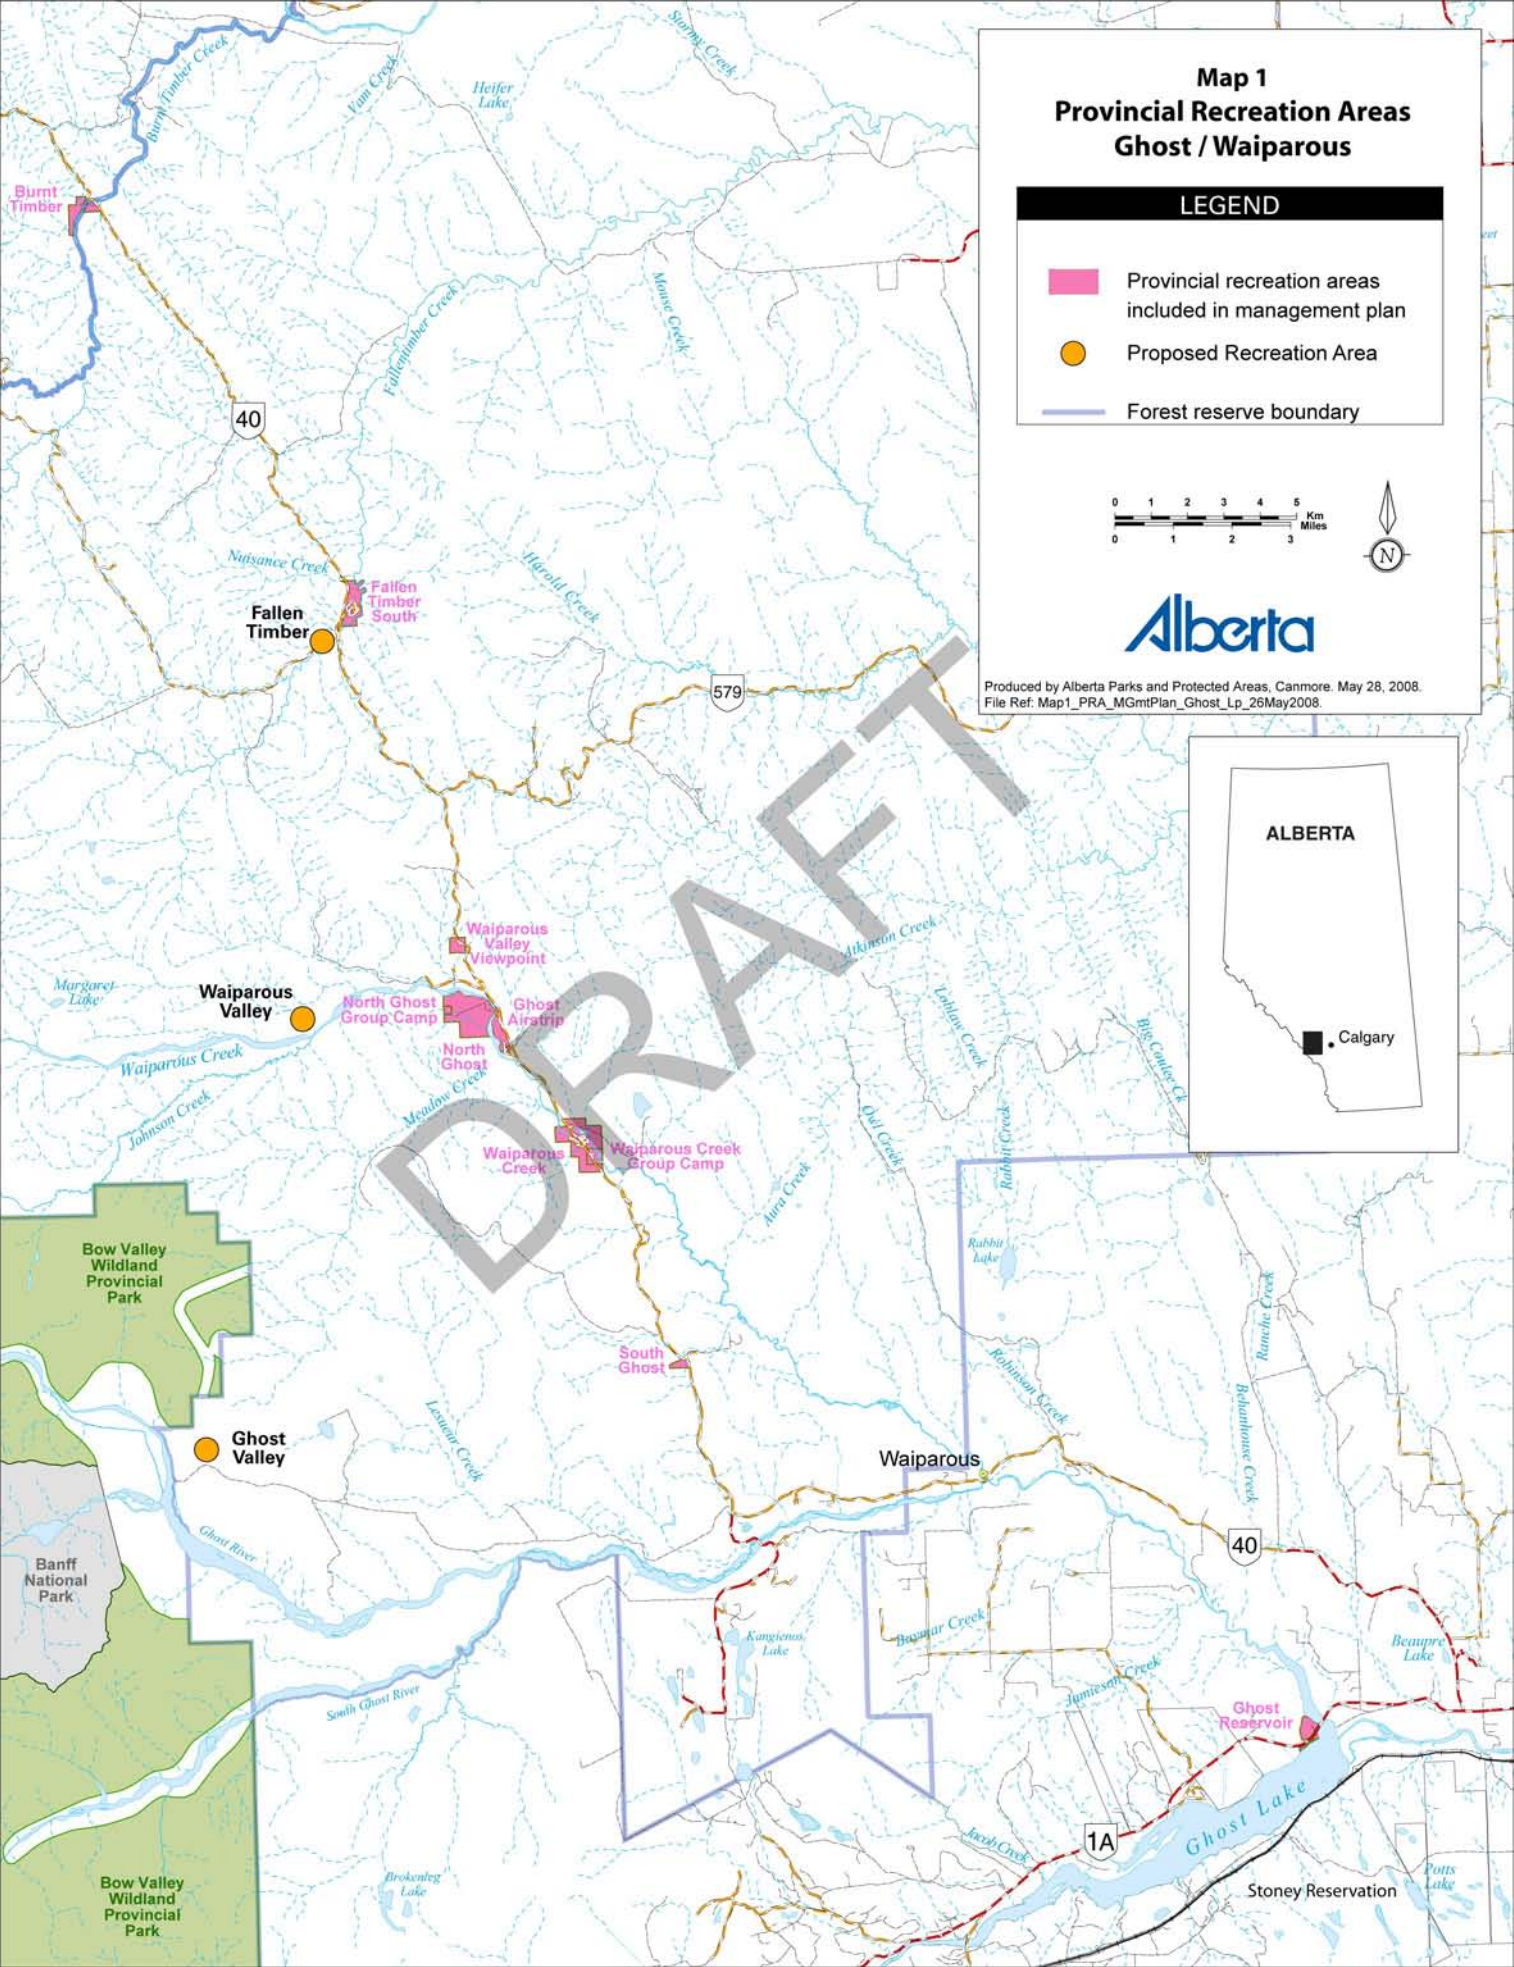 Map 1
Provincial Recreation Areas
Ghost / Waiparous
LEGEND
Provincial recreation areas
included in management plan
Proposed Recreation Area
Forest reserve boundary
0 1 2 3 4 5
Km
Miles
0 1 2 3
N
Alberta
Produced by Alberta Parks and Protected Areas, Canmore. May 28, 2008.
File Ref: Map1_PRA_MGmtPlan_Ghost_Lp_26May2008.
ALBERTA
Calgary
DRAFT
Burnt Timber Creek
Yam Creek
Heifer
Lake
Stormy Creek
Burnt
Timber
Fallentimber Creek
Mouse Creek
40
Nuisance Creek
Harold Creek
Fallen
Timber
South
Fallen
Timber
579
Waiparous
Valley
Viewpoint
Atkinson Creek
Margaret
Lake
Waiparous
Valley
North Ghost
Group Camp
Ghost
Airstrip
North
Ghost
Waiparous Creek
Johnson Creek
Meadow Creek
Loblaw Creek
Big Coulee Ck
Owl Creek
Rabbit Creek
Waiparous
Creek
Waiparous Creek
Group Camp
Aura Creek
Rabbit
Lake
Bow Valley
Wildland
Provincial
Park
Ranche Creek
South
Ghost
Robinson Creek
Behanhouse Creek
Lesueur Creek
Ghost
Valley
Waiparous
Ghost River
40
Banff
National
Park
Kangienos
Lake
Baymar Creek
Beaupre
Lake
Jamieson Creek
South Ghost River
Ghost
Reservoir
Ghost Lake
1A
Jacob Creek
Brokenleg
Lake
Potts
Lake
Stoney Reservation
Bow Valley
Wildland
Provincial
Park